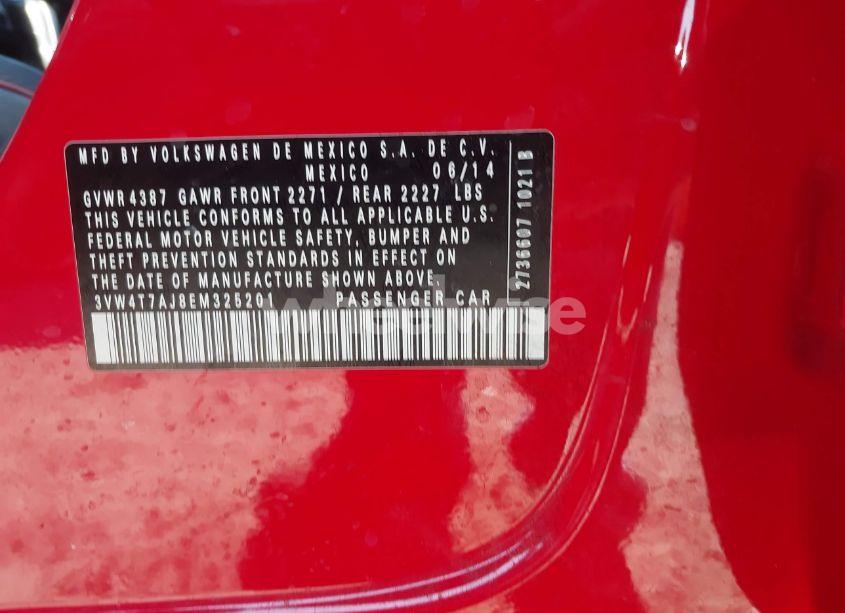 MFD BY VOLKSWAGEN DE MEXICO S.A. DE C.V.
MEXICO 06/14
GVWR 4387 GAWR FRONT 2271 / REAR 2227 LBS
THIS VEHICLE CONFORMS TO ALL APPLICABLE U.S.
FEDERAL MOTOR VEHICLE SAFETY, BUMPER AND
THEFT PREVENTION STANDARDS IN EFFECT ON
THE DATE OF MANUFACTURE SHOWN ABOVE.
3VW4T7AJ8EM325201 PASSENGER CAR
2736607 1021 B
wheelwise